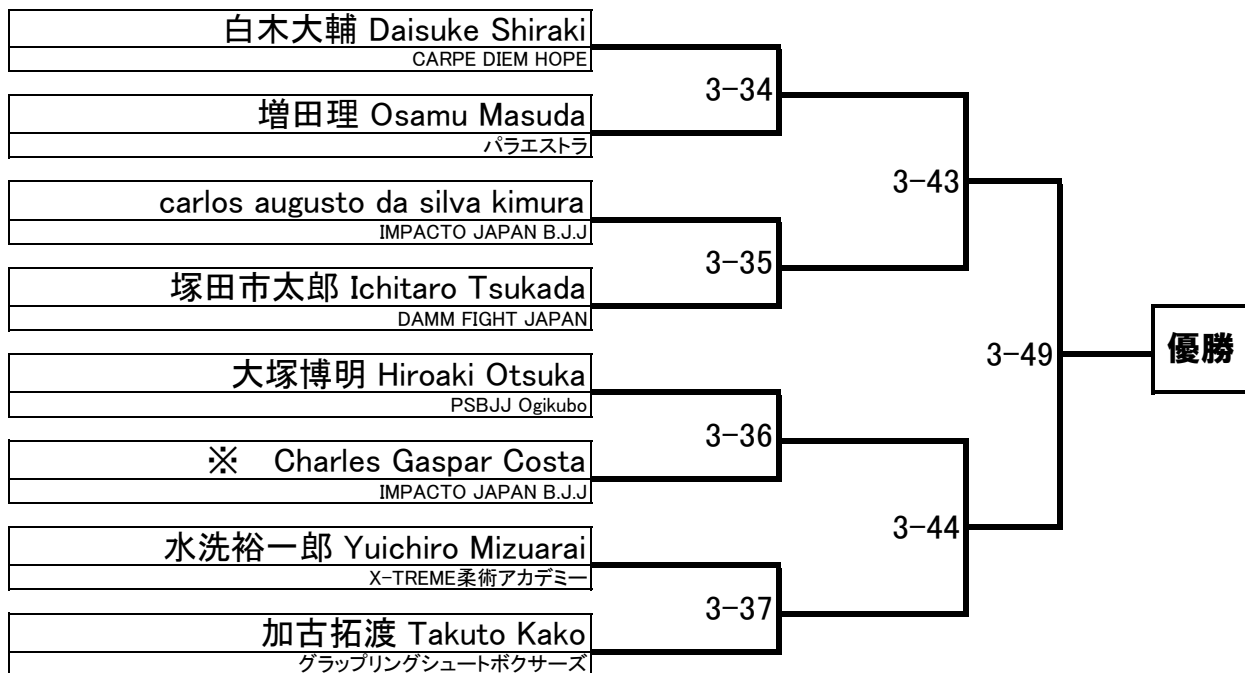 白木大輔 Daisuke Shiraki
CARPE DIEM HOPE
3-34
増田理 Osamu Masuda
パラエストラ
3-43
carlos augusto da silva kimura
IMPACTO JAPAN B.J.J
3-35
塚田市太郎 Ichitaro Tsukada
DAMM FIGHT JAPAN
3-49
優勝
大塚博明 Hiroaki Otsuka
PSBJJ Ogikubo
3-36
※　Charles Gaspar Costa
IMPACTO JAPAN B.J.J
3-44
水洗裕一郎 Yuichiro Mizuarai
X-TREME柔術アカデミー
3-37
加古拓渡 Takuto Kako
グラップリングシュートボクサーズ